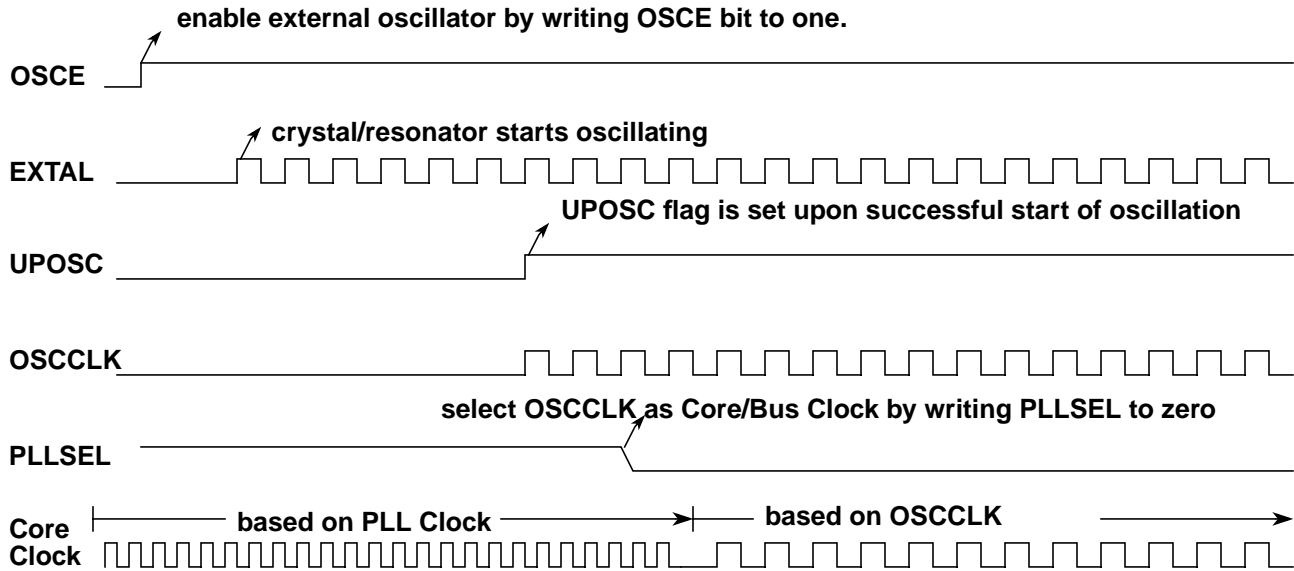 enable external oscillator by writing OSCE bit to one.
OSCE
crystal/resonator starts oscillating
EXTAL
UPOSC flag is set upon successful start of oscillation
UPOSC
OSCCLK
select OSCCLK as Core/Bus Clock by writing PLLSEL to zero
PLLSEL
based on PLL Clock
based on OSCCLK
Core
Clock